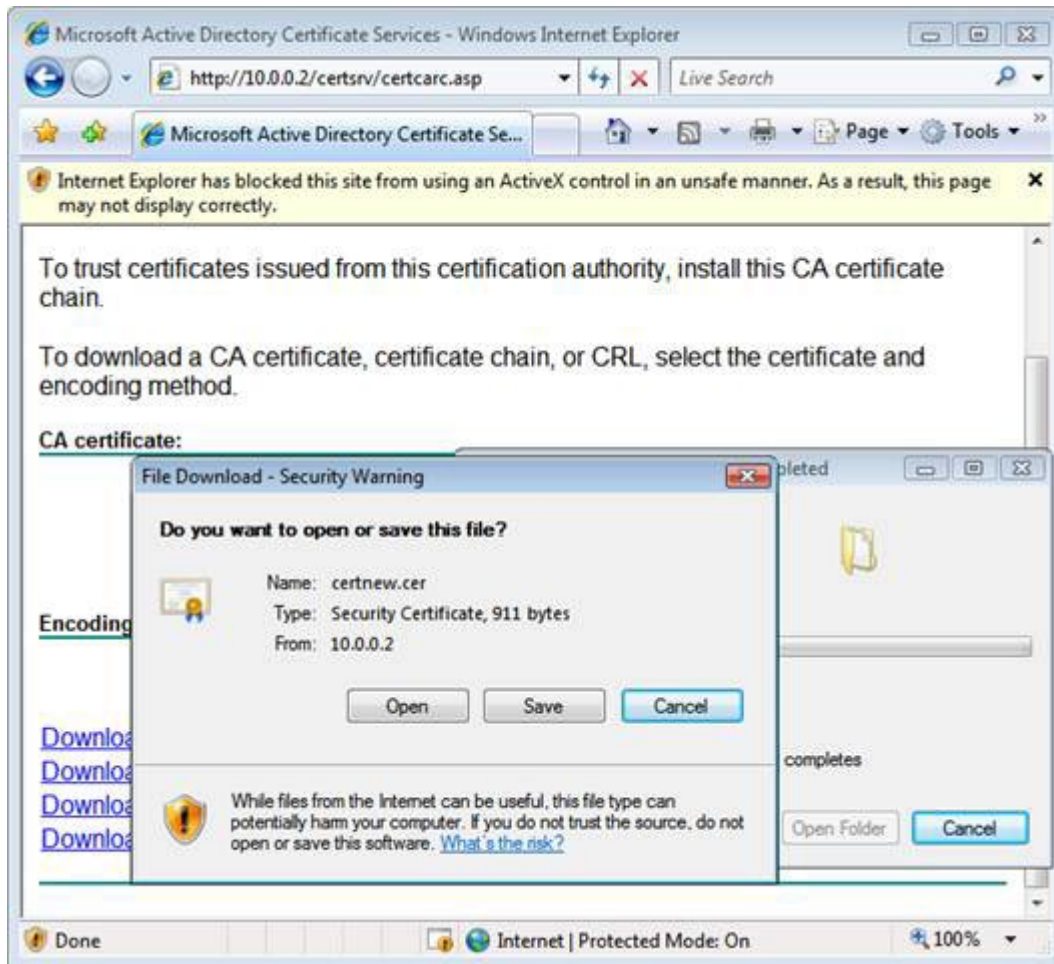 Microsoft Active Directory Certificate Services - Windows Internet Explorer
http://10.0.0.2/certsrv/certcarc.asp
Live Search
Microsoft Active Directory Certificate Se...
Page
Tools
Internet Explorer has blocked this site from using an ActiveX control in an unsafe manner. As a result, this page
may not display correctly.
To trust certificates issued from this certification authority, install this CA certificate
chain.
To download a CA certificate, certificate chain, or CRL, select the certificate and
encoding method.
CA certificate:
pleted
File Download - Security Warning
Do you want to open or save this file?
Name: certnew.cer
Type: Security Certificate, 911 bytes
From: 10.0.0.2
Encoding
Open Save Cancel
Downloa
Downloa
Downloa
Downloa
completes
Open Folder Cancel
While files from the Internet can be useful, this file type can
potentially harm your computer. If you do not trust the source, do not
open or save this software. What's the risk?
Done
Internet | Protected Mode: On
100%